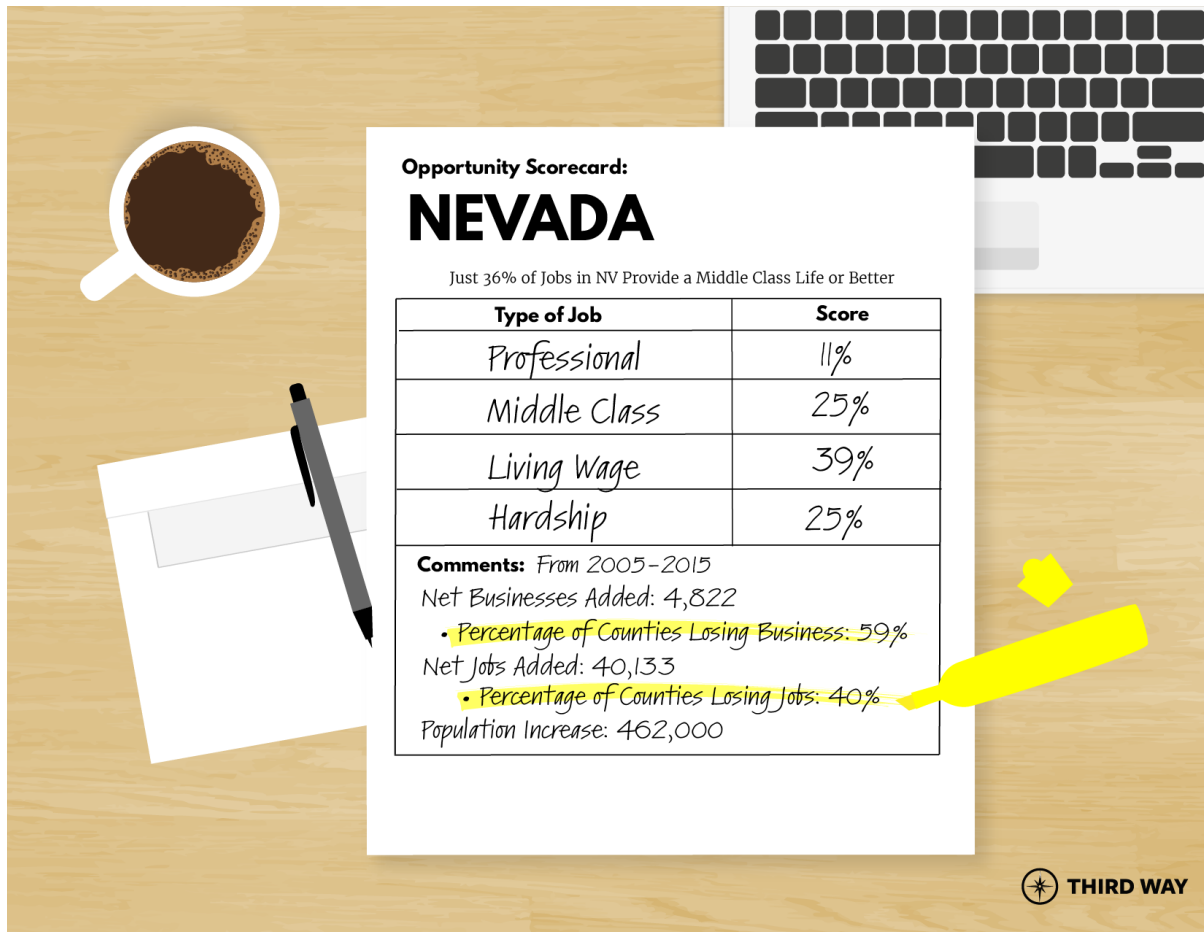 Opportunity Scorecard:
NEVADA
Just 36% of Jobs in NV Provide a Middle Class Life or Better
Type of Job Score
Professional 11%
Middle Class 25%
Living Wage 39%
Hardship 25%
Comments: From 2005-2015
Net Businesses Added: 4,822
• Percentage of Counties Losing Business: 59%
Net Jobs Added: 40,133
• Percentage of Counties Losing Jobs: 40%
Population Increase: 462,000
THIRD WAY